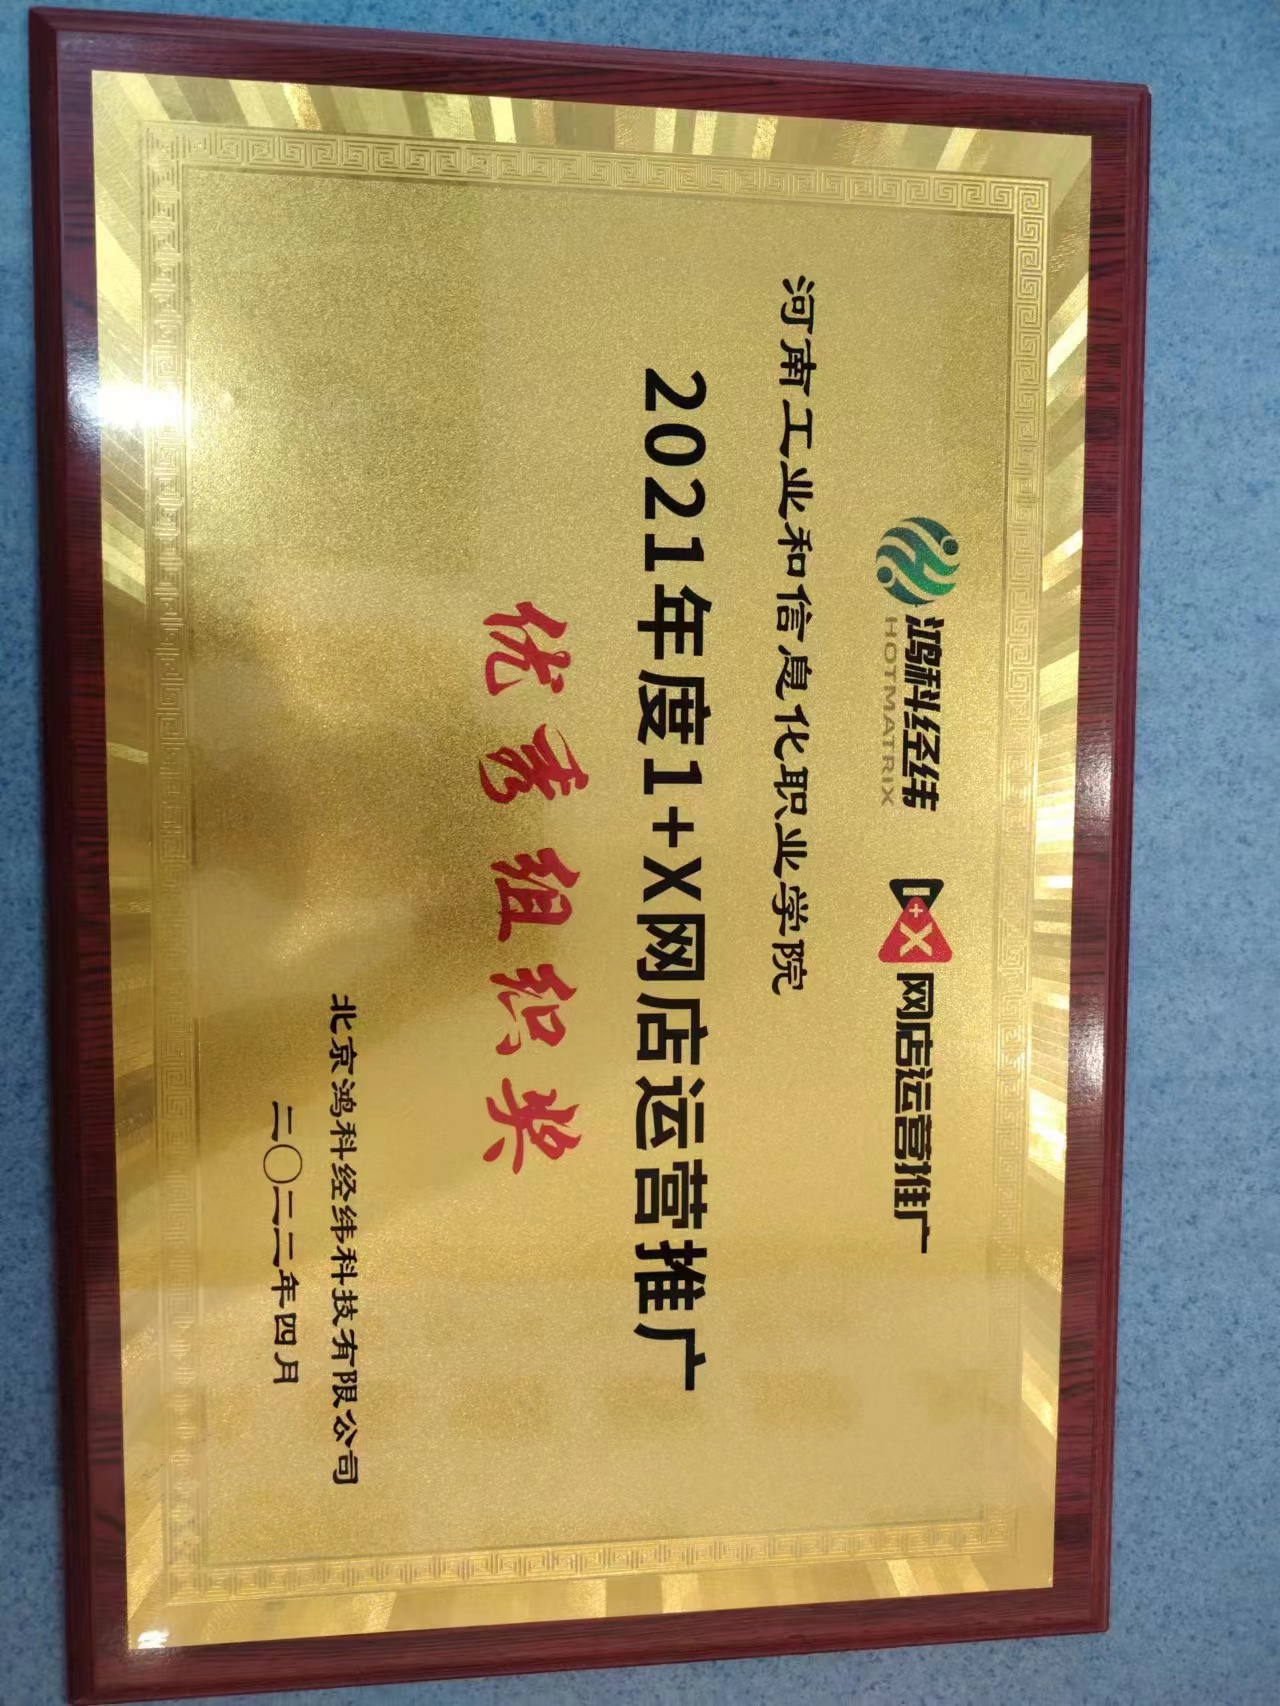 鸿科经纬 1+X 网店运营推广
HOTMATRIX
河南工业和信息化职业学院
2021年度1+X网店运营推广
优秀组织奖
北京鸿科经纬科技有限公司
二〇二二年四月